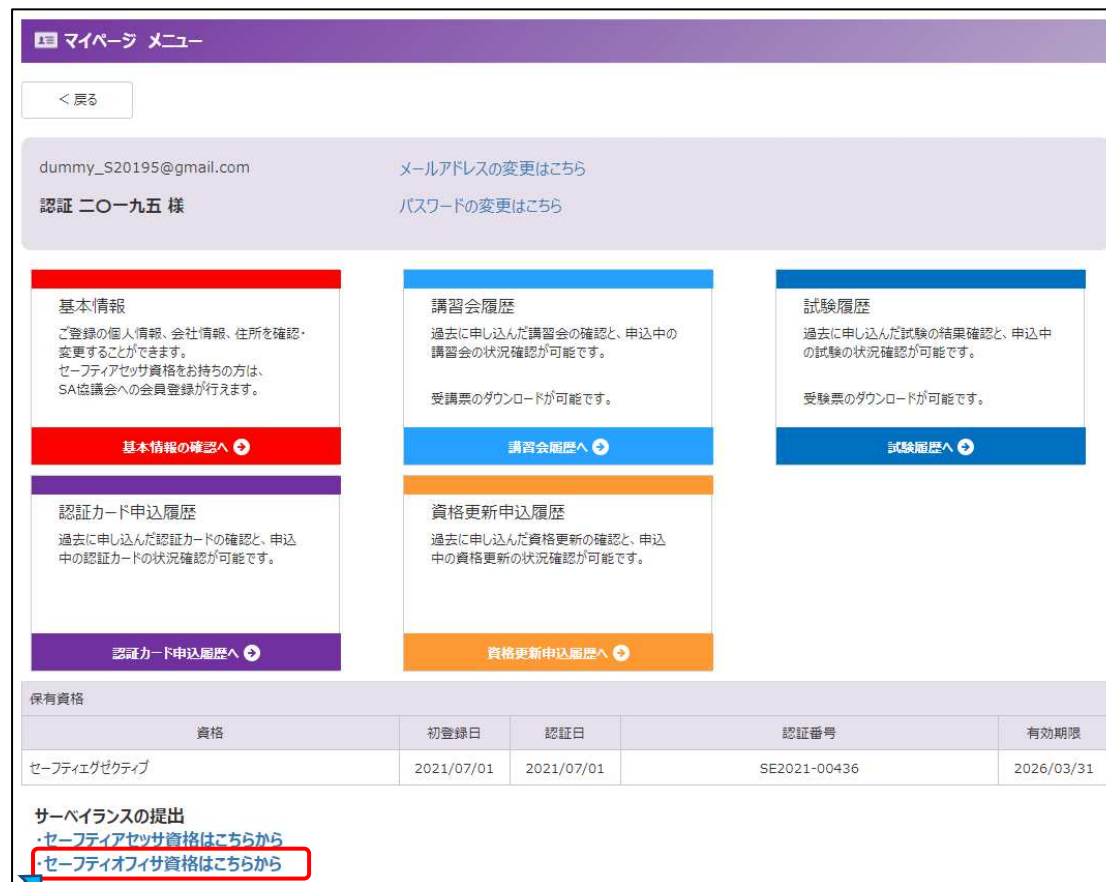 マイページ メニュー
＜戻る
dummy_S20195@gmail.com
メールアドレスの変更はこちら
認証 二〇一九五 様
パスワードの変更はこちら
基本情報
ご登録の個人情報、会社情報、住所を確認・
変更することができます。
セーフティアセッサ資格をお持ちの方は、
SA協議会への会員登録が行えます。
基本情報の確認へ
講習会履歴
過去に申し込んだ講習会の確認と、申込中の
講習会の状況確認が可能です。
受講票のダウンロードが可能です。
講習会履歴へ
試験履歴
過去に申し込んだ試験の結果確認と、申込中
の試験の状況確認が可能です。
受験票のダウンロードが可能です。
試験履歴へ
認証カード申込履歴
過去に申し込んだ認証カードの確認と、申込
中の認証カードの状況確認が可能です。
認証カード申込履歴へ
資格更新申込履歴
過去に申し込んだ資格更新の確認と、申込
中の資格更新の状況確認が可能です。
資格更新申込履歴へ
保有資格
資格 初登録日 認証日 認証番号 有効期限
セーフティエグゼクティブ 2021/07/01 2021/07/01 SE2021-00436 2026/03/31
サーベイランスの提出
・セーフティアセッサ資格はこちらから
・セーフティオフィサ資格はこちらから